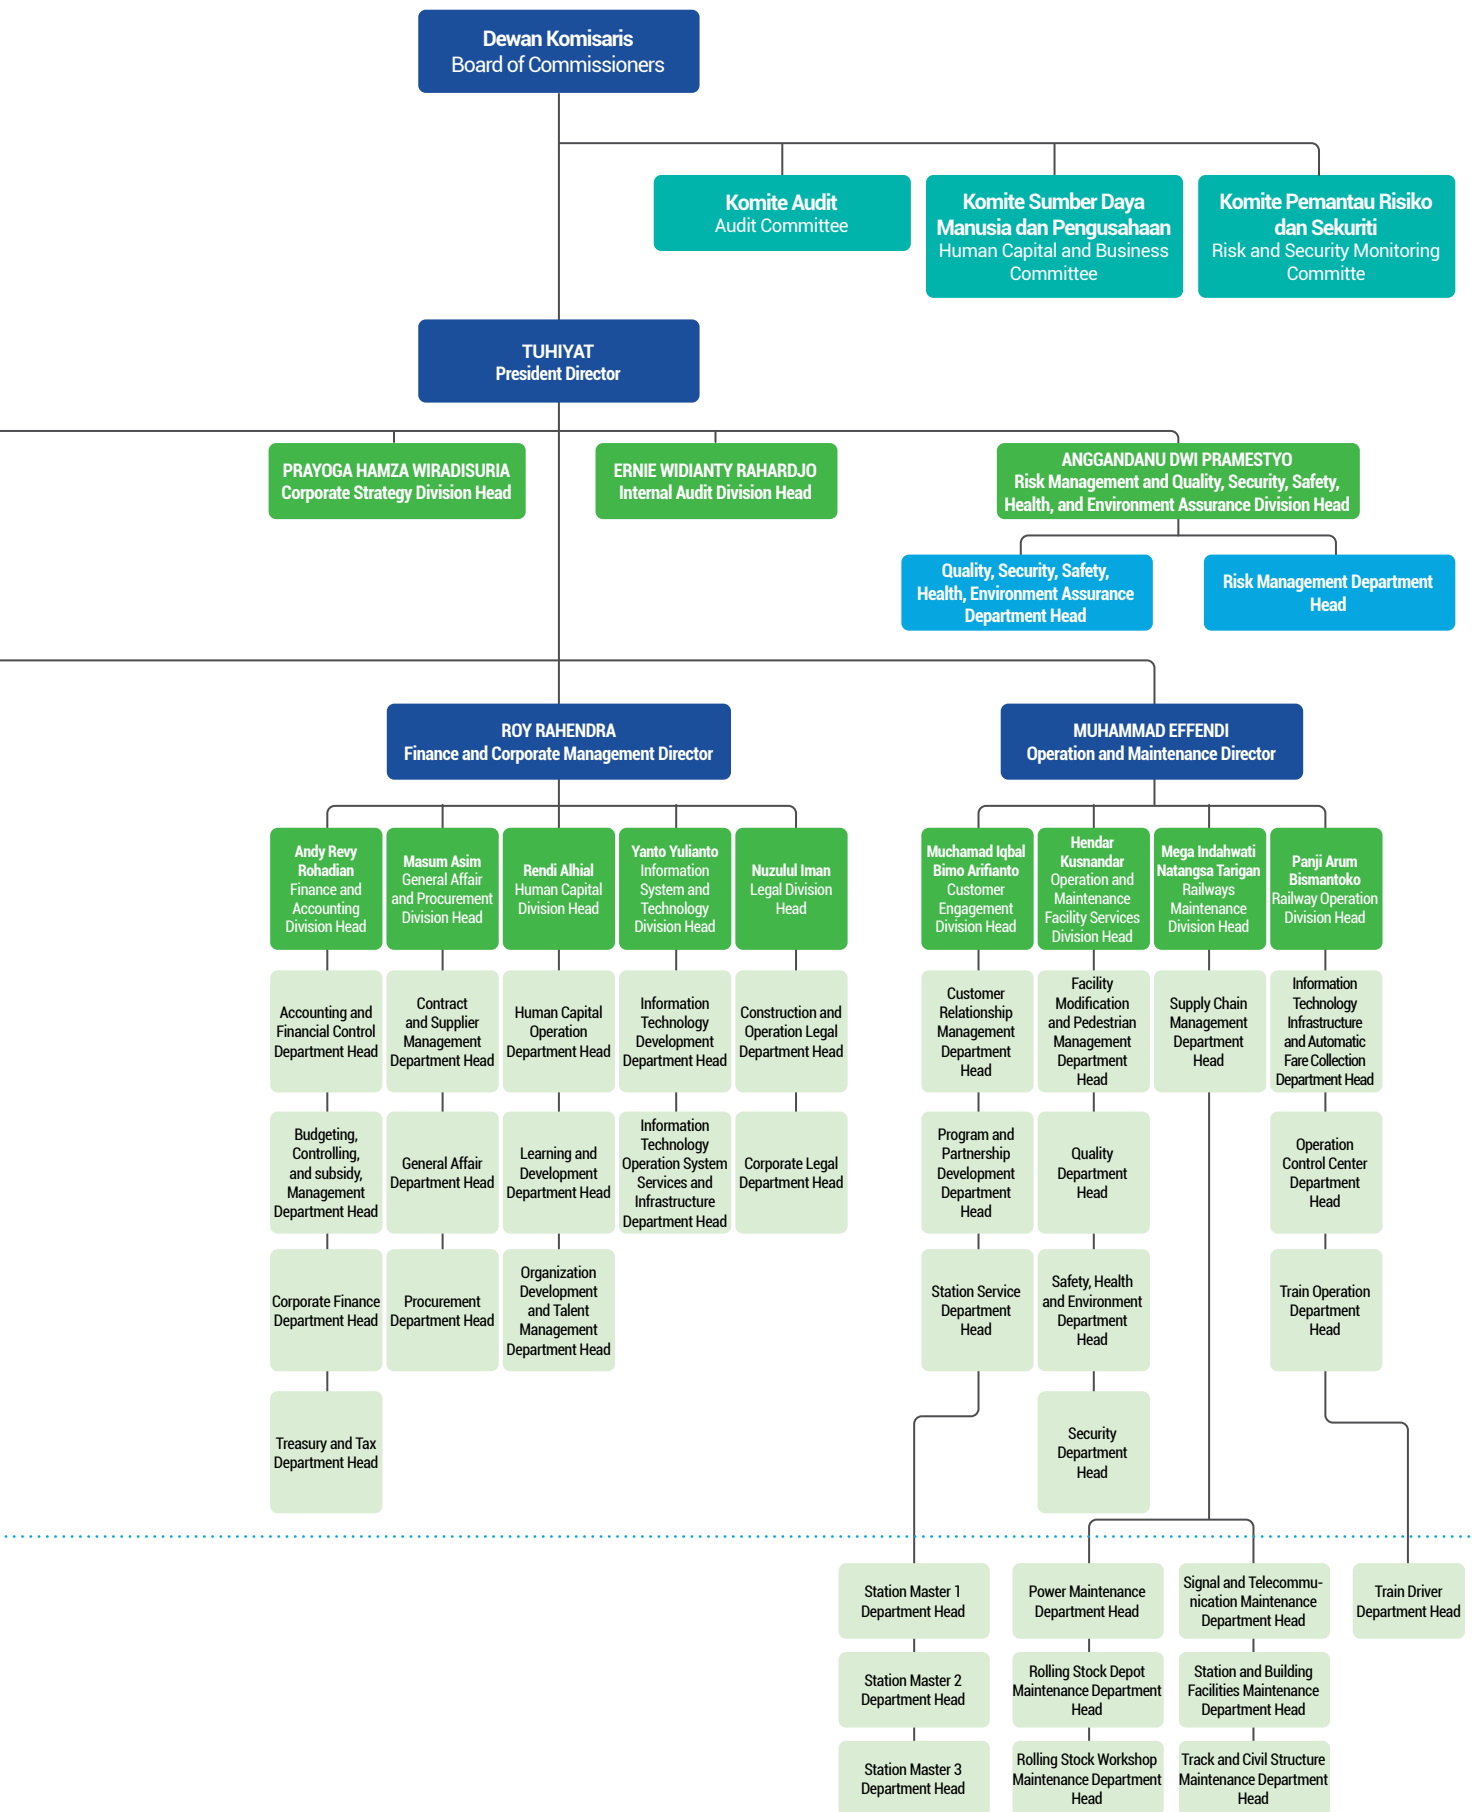 Dewan Komisaris
Board of Commissioners
Komite Audit
Audit Committee
Komite Sumber Daya
Manusia dan Pengusahaan
Human Capital and Business
Committee
Komite Pemantau Risiko
dan Sekuriti
Risk and Security Monitoring
Committe
TUHIYAT
President Director
PRAYOGA HAMZA WIRADISURIA
Corporate Strategy Division Head
ERNIE WIDIANTY RAHARDJO
Internal Audit Division Head
ANGGANDANU DWI PRAMESTYO
Risk Management and Quality, Security, Safety,
Health, and Environment Assurance Division Head
Quality, Security, Safety,
Health, Environment Assurance
Department Head
Risk Management Department
Head
ROY RAHENDRA
Finance and Corporate Management Director
MUHAMMAD EFFENDI
Operation and Maintenance Director
Andy Revy
Rohadian
Finance and
Accounting
Division Head
Masum Asim
General Affair
and Procurement
Division Head
Rendi Alhial
Human Capital
Division Head
Yanto Yulianto
Information
System and
Technology
Division Head
Nuzulul Iman
Legal Division
Head
Muchamad Iqbal
Bimo Arifianto
Customer
Engagement
Division Head
Hendar
Kusnandar
Operation and
Maintenance
Facility Services
Division Head
Mega Indahwati
Natangsa Tarigan
Railways
Maintenance
Division Head
Panji Arum
Bismantoko
Railway Operation
Division Head
Accounting and
Financial Control
Department Head
Contract
and Supplier
Management
Department Head
Human Capital
Operation
Department Head
Information
Technology
Development
Department Head
Construction and
Operation Legal
Department Head
Customer
Relationship
Management
Department
Head
Facility
Modification
and Pedestrian
Management
Department
Head
Supply Chain
Management
Department
Head
Information
Technology
Infrastructure
and Automatic
Fare Collection
Department Head
Budgeting,
Controlling,
and subsidy,
Management
Department Head
General Affair
Department Head
Learning and
Development
Department Head
Information
Technology
Operation System
Services and
Infrastructure
Department Head
Corporate Legal
Department Head
Program and
Partnership
Development
Department
Head
Quality
Department
Head
Operation
Control Center
Department
Head
Corporate Finance
Department Head
Procurement
Department Head
Organization
Development
and Talent
Management
Department Head
Station Service
Department
Head
Safety, Health
and Environment
Department
Head
Train Operation
Department
Head
Treasury and Tax
Department Head
Security
Department
Head
Station Master 1
Department Head
Power Maintenance
Department Head
Signal and Telecommu-
nication Maintenance
Department Head
Train Driver
Department Head
Station Master 2
Department Head
Rolling Stock Depot
Maintenance Department
Head
Station and Building
Facilities Maintenance
Department Head
Station Master 3
Department Head
Rolling Stock Workshop
Maintenance Department
Head
Track and Civil Structure
Maintenance Department
Head